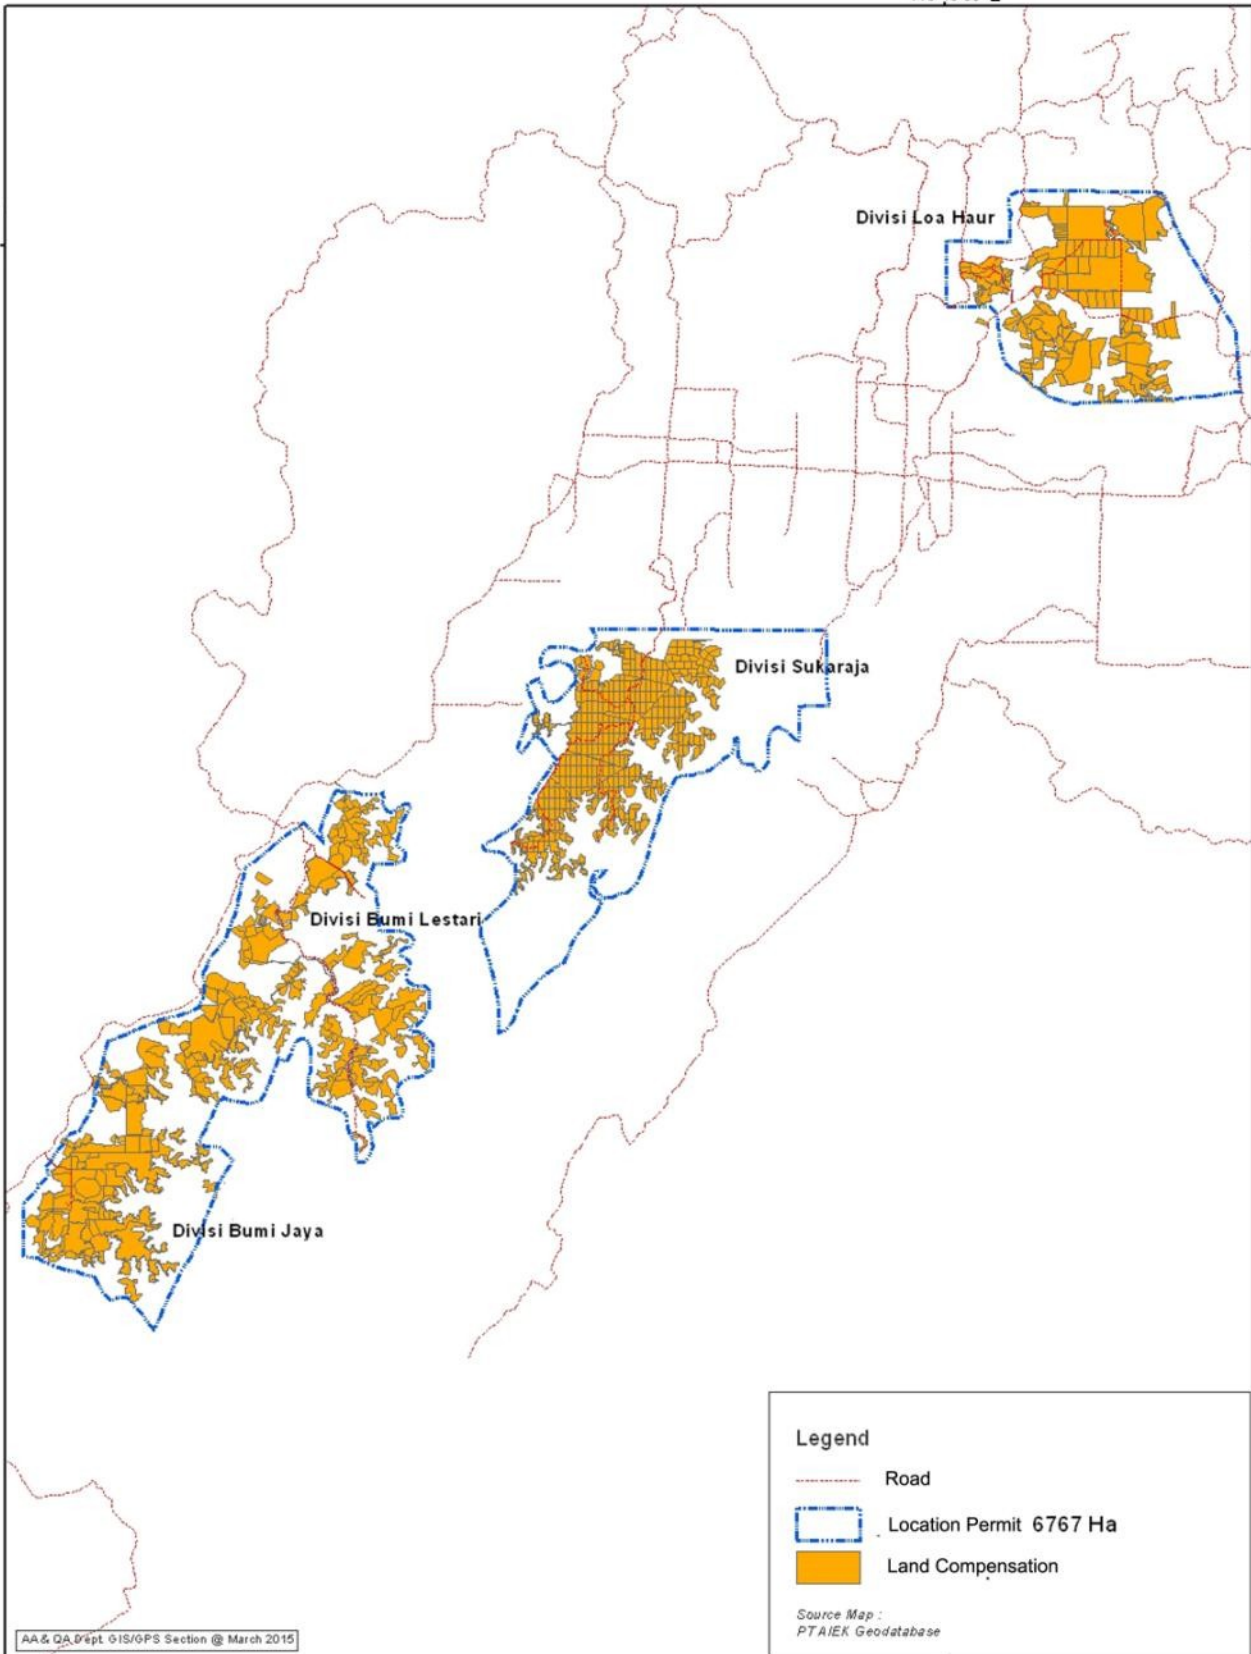 Divisi Loa Haur
Divisi Sukaraja
Divisi Bumi Lestari
Divisi Bumi Jaya
Legend
Road
Location Permit 6767 Ha
Land Compensation
Source Map :
PT AIEK Geodatabase
AA & QA Dept. GIS/GPS Section @ March 2015